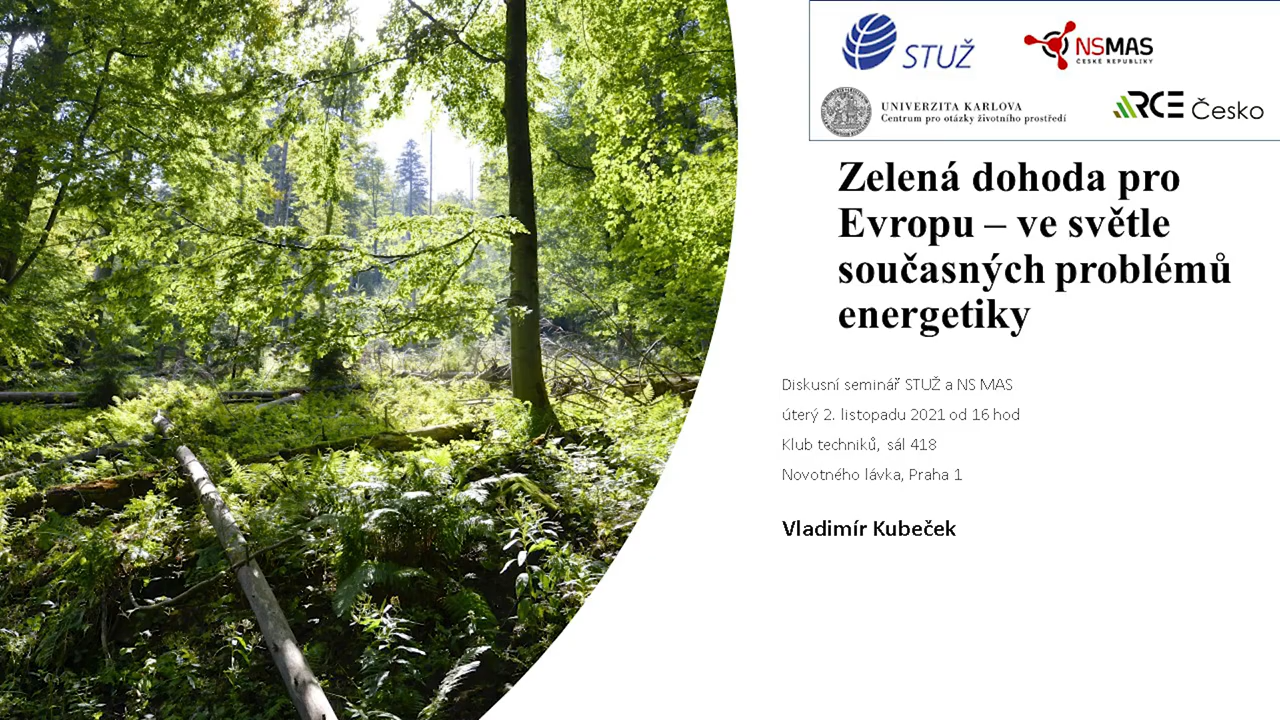 STUŽ
NSMAS
ČESKÉ REPUBLIKY
UNIVERZITA KARLOVA
Centrum pro otázky životního prostředí
RCE Česko
Zelená dohoda pro
Evropu – ve světle
současných problémů
energetiky
Diskusní seminář STUŽ a NS MAS
úterý 2. listopadu 2021 od 16 hod
Klub techniků, sál 418
Novotného lávka, Praha 1
Vladimír Kubeček